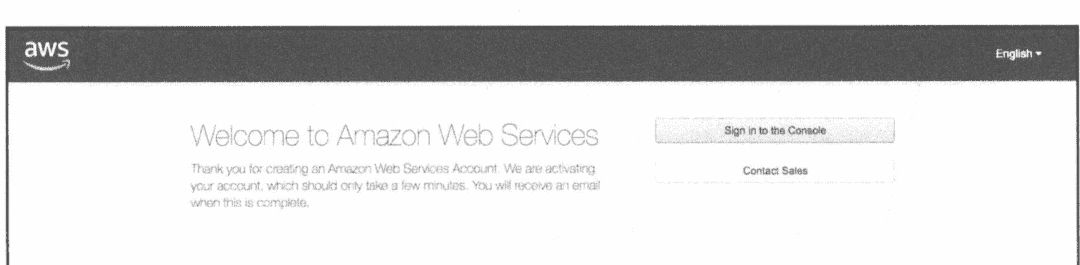 aws
English
Welcome to Amazon Web Services
Sign in to the Console
Thank you for creating an Amazon Web Services Account. We are activating
Contact Sales
your account, which should only take a few minutes. You will receive an email
when this is complete.